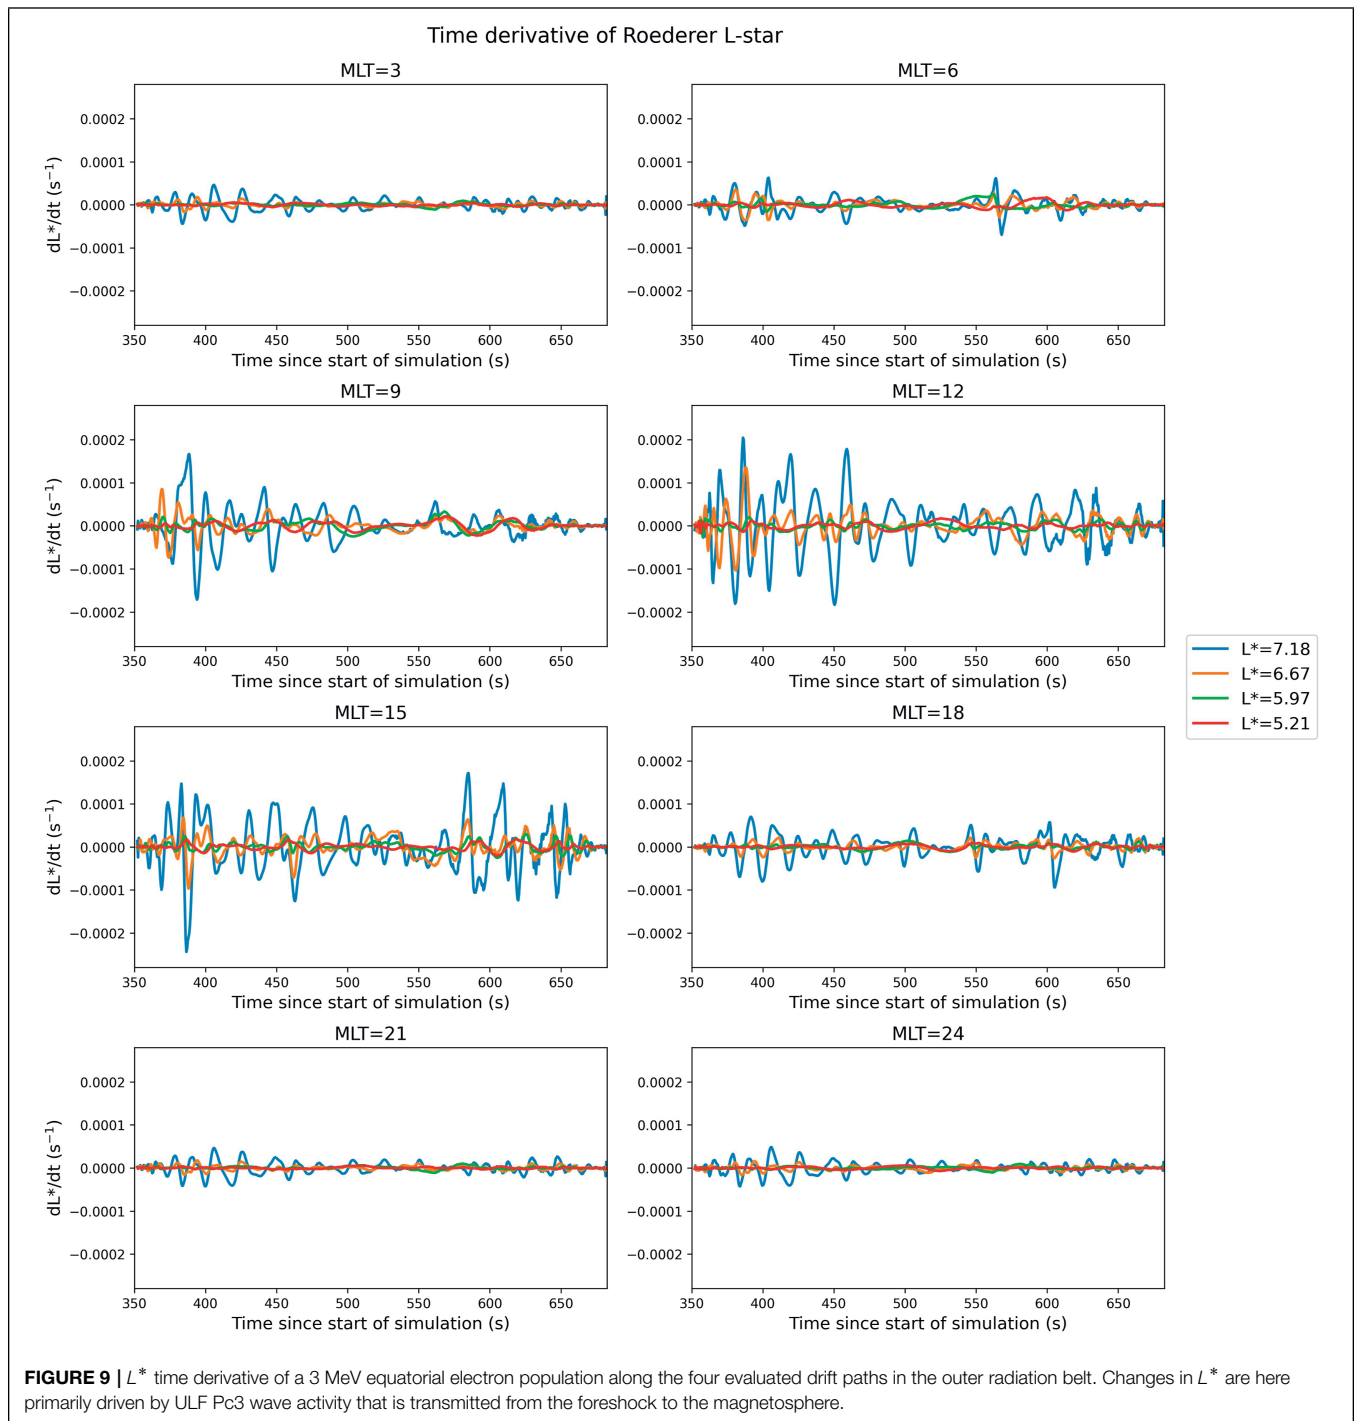 Time derivative of Roederer L-star
MLT=3
0.0002
0.0001
0.0000
−0.0001
−0.0002
dL*/dt (s⁻¹)
350 400 450 500 550 600 650
Time since start of simulation (s)
MLT=6
0.0002
0.0001
0.0000
−0.0001
−0.0002
350 400 450 500 550 600 650
Time since start of simulation (s)
MLT=9
0.0002
0.0001
0.0000
−0.0001
−0.0002
dL*/dt (s⁻¹)
350 400 450 500 550 600 650
Time since start of simulation (s)
MLT=12
0.0002
0.0001
0.0000
−0.0001
−0.0002
350 400 450 500 550 600 650
Time since start of simulation (s)
L*=7.18
L*=6.67
L*=5.97
L*=5.21
MLT=15
0.0002
0.0001
0.0000
−0.0001
−0.0002
dL*/dt (s⁻¹)
350 400 450 500 550 600 650
Time since start of simulation (s)
MLT=18
0.0002
0.0001
0.0000
−0.0001
−0.0002
350 400 450 500 550 600 650
Time since start of simulation (s)
MLT=21
0.0002
0.0001
0.0000
−0.0001
−0.0002
dL*/dt (s⁻¹)
350 400 450 500 550 600 650
Time since start of simulation (s)
MLT=24
0.0002
0.0001
0.0000
−0.0001
−0.0002
350 400 450 500 550 600 650
Time since start of simulation (s)
FIGURE 9 | L* time derivative of a 3 MeV equatorial electron population along the four evaluated drift paths in the outer radiation belt. Changes in L* are here
primarily driven by ULF Pc3 wave activity that is transmitted from the foreshock to the magnetosphere.